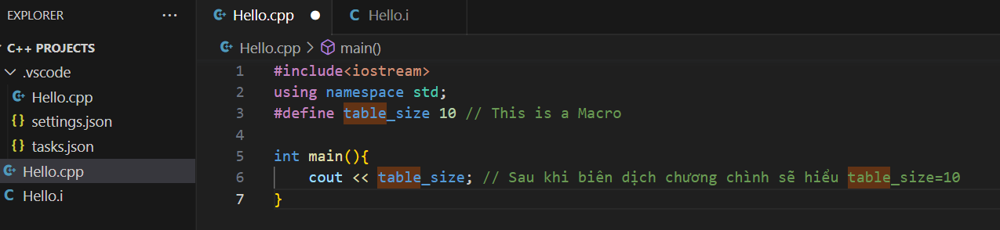 EXPLORER ...
C++ PROJECTS
.vscode
Hello.cpp
settings.json
tasks.json
Hello.cpp
Hello.i
Hello.cpp
Hello.i
Hello.cpp > main()
1 #include<iostream>
2 using namespace std;
3 #define table_size 10 // This is a Macro
4
5 int main(){
6 cout << table_size; // Sau khi biên dịch chương chình sẽ hiểu table_size=10
7 }